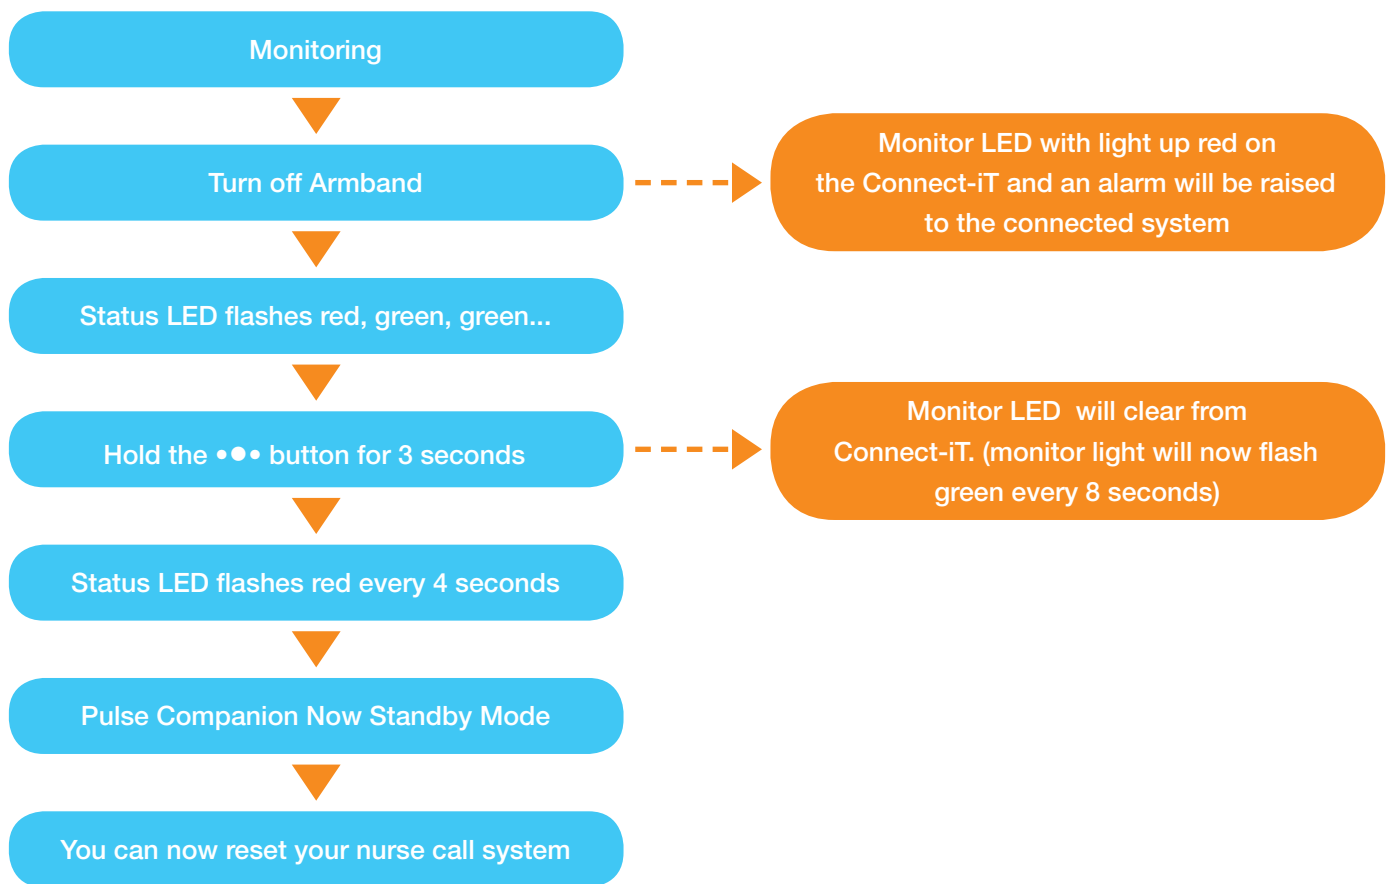 Monitoring
Turn off Armband
Monitor LED with light up red on
the Connect-iT and an alarm will be raised
to the connected system
Status LED flashes red, green, green...
Hold the •●• button for 3 seconds
Monitor LED  will clear from
Connect-iT. (monitor light will now flash
green every 8 seconds)
Status LED flashes red every 4 seconds
Pulse Companion Now Standby Mode
You can now reset your nurse call system